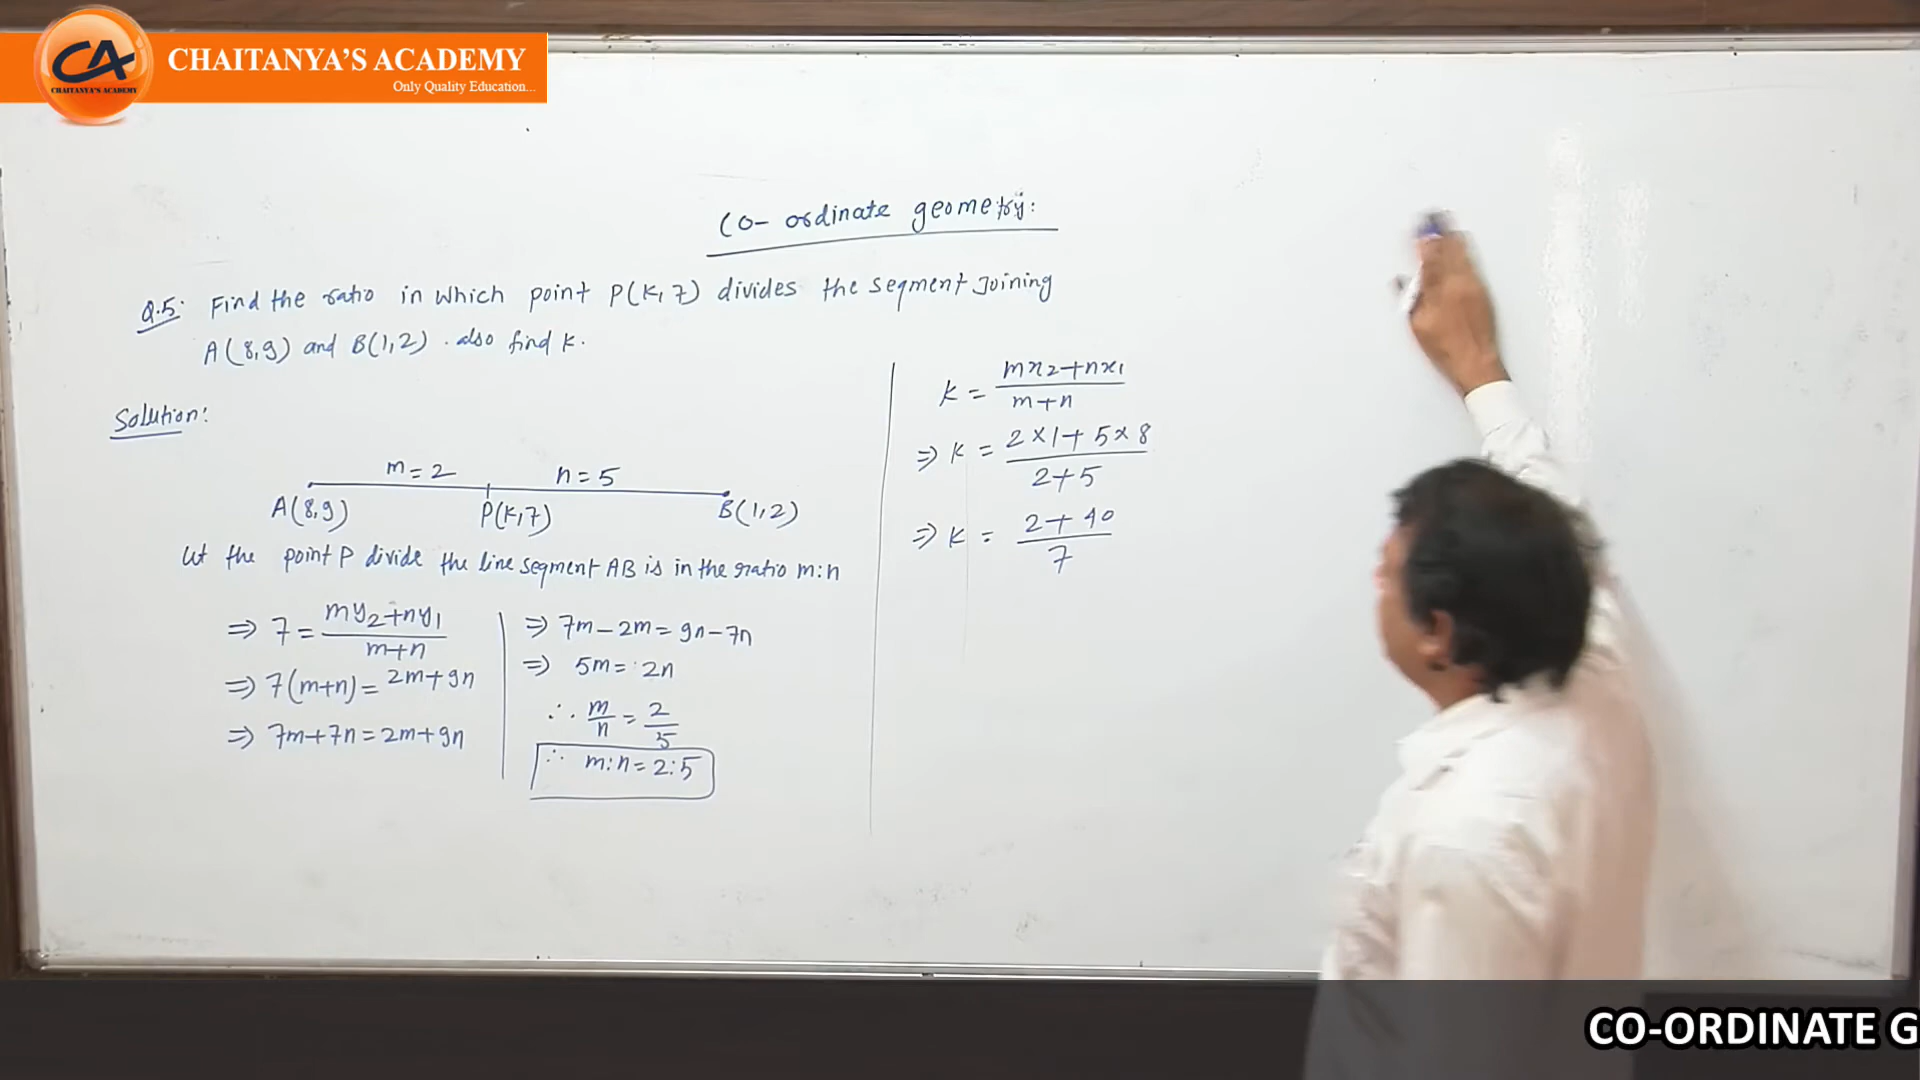 CHAITANYA'S ACADEMY
Only Quality Education...
CA
CHAITANYA'S ACADEMY
Co-ordinate geometry:
Q.5: Find the ratio in which point P(K,7) divides the segment Joining
A(8,9) and B(1,2). also find K.
Solution:
m=2 n=5
A(8,9) P(K,7) B(1,2)
Let the point P divide the line segment AB is in the ratio m:n
⇒ 7 = my₂+ny₁ / m+n
⇒ 7(m+n) = 2m+9n
⇒ 7m+7n=2m+9n
⇒ 7m-2m=9n-7n
⇒ 5m=2n
∴ m/n = 2/5
∴ m:n=2:5
K = mx₂+nx₁ / m+n
⇒ K = 2×1+5×8 / 2+5
⇒ K = 2+40 / 7
CO-ORDINATE G